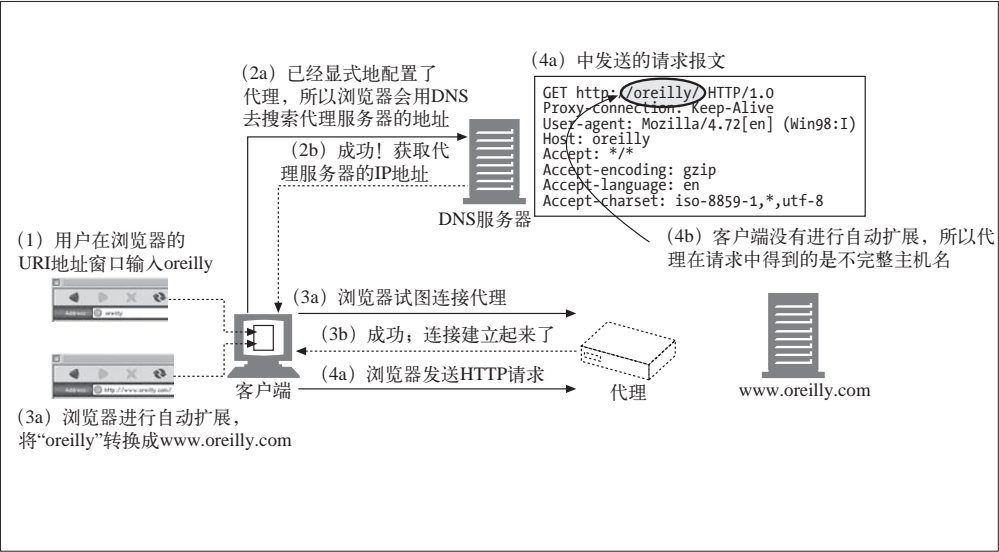 (2a) 已经显式地配置了
代理，所以浏览器会用DNS
去搜索代理服务器的地址
(2b) 成功！获取代
理服务器的IP地址
DNS服务器
(4a) 中发送的请求报文
GET http://oreilly/ HTTP/1.0
Proxy-connection: Keep-Alive
User-agent: Mozilla/4.72[en] (Win98:I)
Host: oreilly
Accept: */*
Accept-encoding: gzip
Accept-language: en
Accept-charset: iso-8859-1,*,utf-8
(4b) 客户端没有进行自动扩展，所以代
理在请求中得到的是不完整主机名
(1) 用户在浏览器的
URI地址窗口输入oreilly
Address oreilly
Address http://www.oreilly.com/
(3a) 浏览器进行自动扩展，
将“oreilly”转换成www.oreilly.com
客户端
(3a) 浏览器试图连接代理
(3b) 成功；连接建立起来了
(4a) 浏览器发送HTTP请求
代理
www.oreilly.com